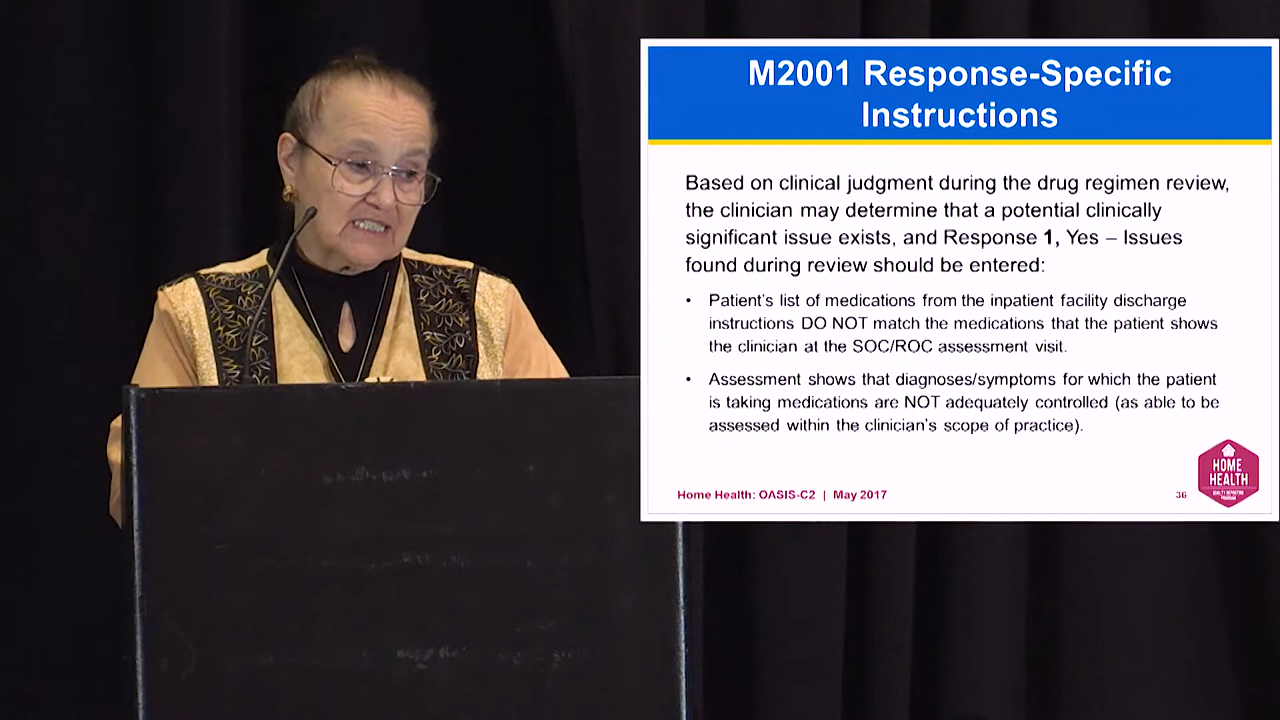 M2001 Response-Specific
Instructions
Based on clinical judgment during the drug regimen review,
the clinician may determine that a potential clinically
significant issue exists, and Response 1, Yes – Issues
found during review should be entered:
• Patient's list of medications from the inpatient facility discharge
instructions DO NOT match the medications that the patient shows
the clinician at the SOC/ROC assessment visit.
• Assessment shows that diagnoses/symptoms for which the patient
is taking medications are NOT adequately controlled (as able to be
assessed within the clinician's scope of practice).
Home Health: OASIS-C2 | May 2017
36
HOME
HEALTH
QUALITY REPORTING
PROGRAM